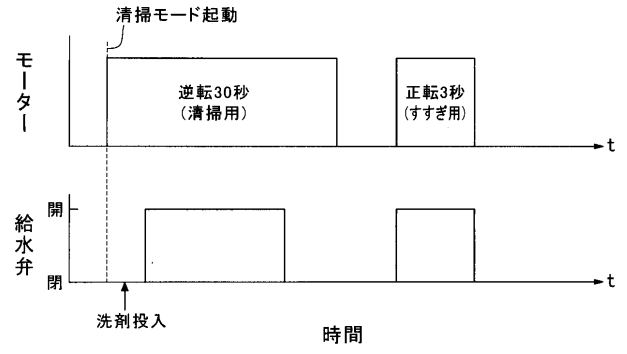 清掃モード起動
モーター
逆転30秒
(清掃用)
正転3秒
(すすぎ用)
t
給水弁
開
閉
t
洗剤投入
時間